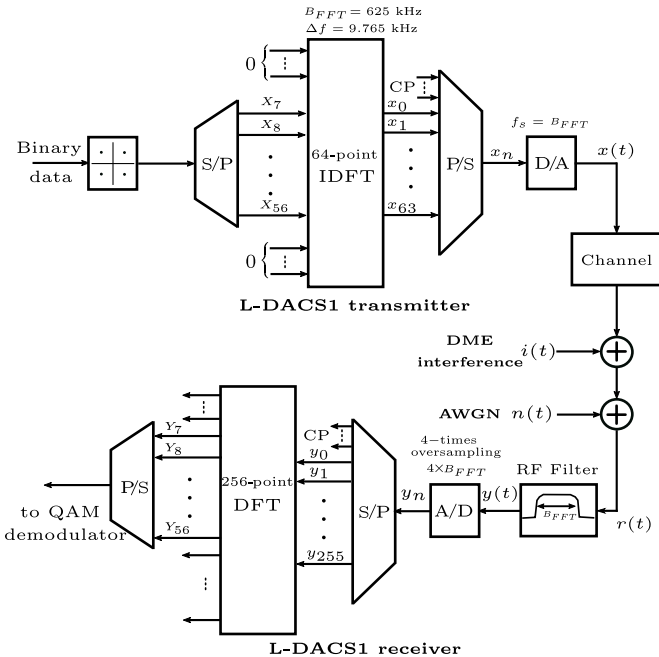 B_FFT = 625 kHz
Δf = 9.765 kHz
0
CP
X_7
X_8
X_56
x_0
x_1
x_63
Binary
data
S/P
64-point
IDFT
P/S
x_n
f_s = B_FFT
D/A
x(t)
0
L-DACS1 transmitter
Channel
DME
interference
i(t)
AWGN
n(t)
r(t)
RF Filter
B_FFT
y(t)
4-times
oversampling
4×B_FFT
A/D
y_n
S/P
CP
y_0
y_1
y_255
256-point
DFT
Y_7
Y_8
Y_56
P/S
to QAM
demodulator
L-DACS1 receiver